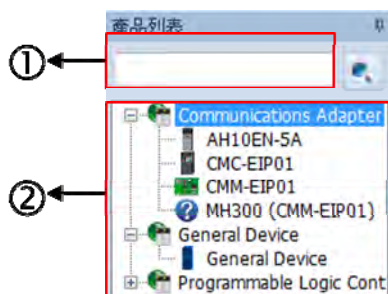 產品列表
①
②
Communications Adapter
AH10EN-5A
CMC-EIP01
CMM-EIP01
MH300 (CMM-EIP01)
General Device
General Device
Programmable Logic Cont